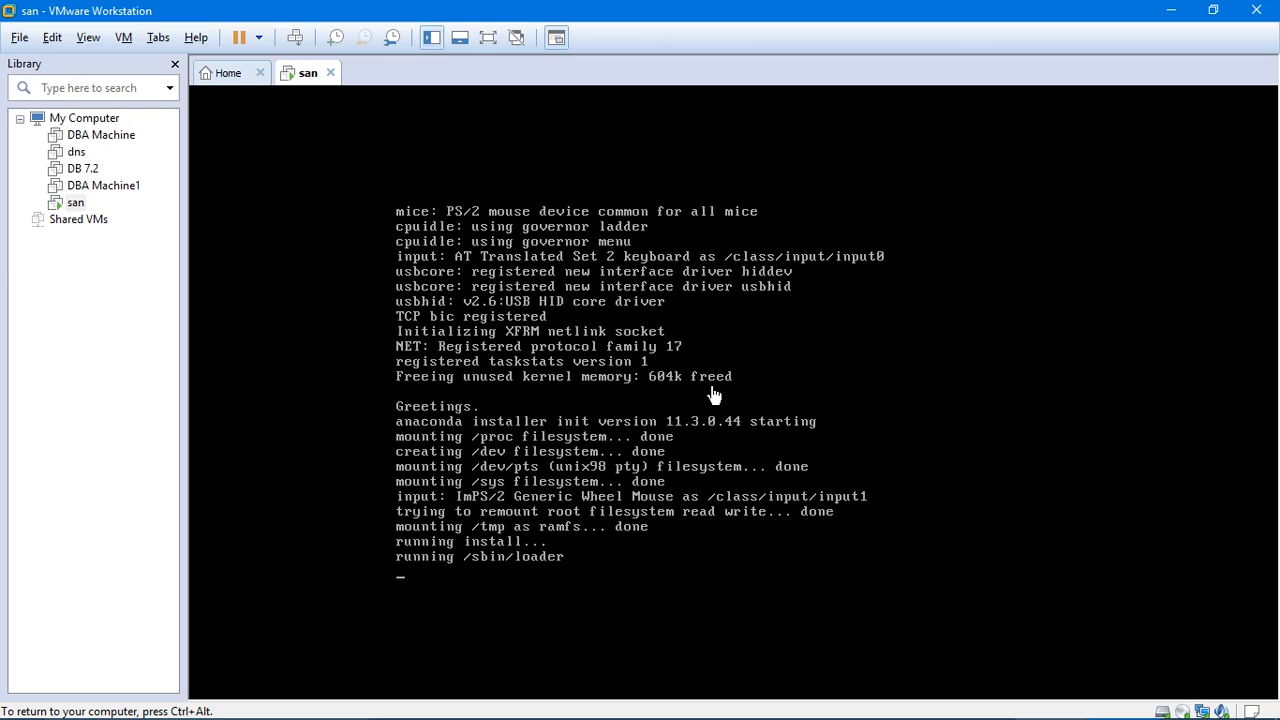 san - VMware Workstation
File Edit View VM Tabs Help
Library
Type here to search
My Computer
DBA Machine
dns
DB 7.2
DBA Machine1
san
Shared VMs
Home
san
mice: PS/2 mouse device common for all mice
cpuidle: using governor ladder
cpuidle: using governor menu
input: AT Translated Set 2 keyboard as /class/input/input0
usbcore: registered new interface driver hiddev
usbcore: registered new interface driver usbhid
usbhid: v2.6:USB HID core driver
TCP bic registered
Initializing XFRM netlink socket
NET: Registered protocol family 17
registered taskstats version 1
Freeing unused kernel memory: 604k freed
Greetings.
anaconda installer init version 11.3.0.44 starting
mounting /proc filesystem... done
creating /dev filesystem... done
mounting /dev/pts (unix98 pty) filesystem... done
mounting /sys filesystem... done
input: ImPS/2 Generic Wheel Mouse as /class/input/input1
trying to remount root filesystem read write... done
mounting /tmp as ramfs... done
running install...
running /sbin/loader
To return to your computer, press Ctrl+Alt.